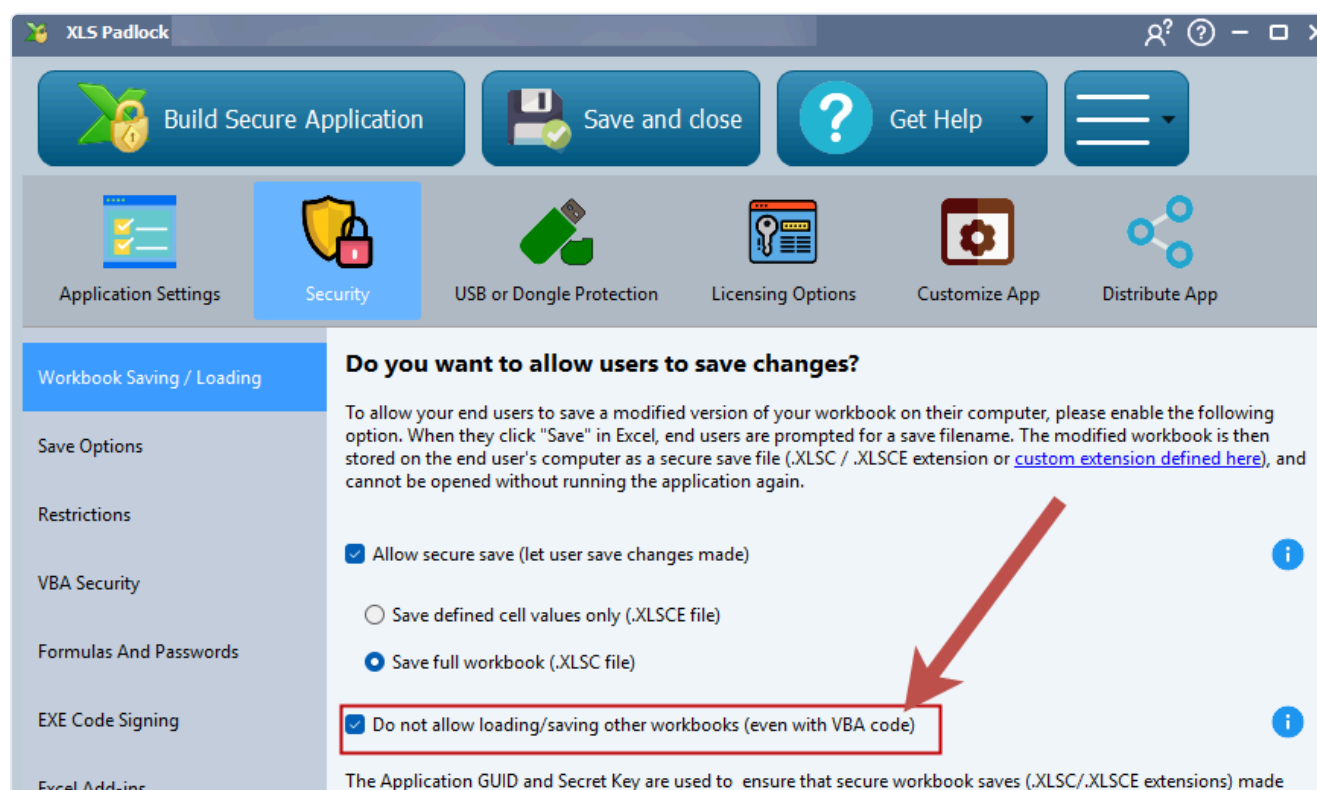 XLS Padlock
Build Secure Application
Save and close
Get Help
Application Settings
Security
USB or Dongle Protection
Licensing Options
Customize App
Distribute App
Workbook Saving / Loading
Save Options
Restrictions
VBA Security
Formulas And Passwords
EXE Code Signing
Excel Add-ins
Do you want to allow users to save changes?
To allow your end users to save a modified version of your workbook on their computer, please enable the following
option. When they click "Save" in Excel, end users are prompted for a save filename. The modified workbook is then
stored on the end user's computer as a secure save file (.XLSC / .XLSCE extension or custom extension defined here), and
cannot be opened without running the application again.
Allow secure save (let user save changes made)
Save defined cell values only (.XLSCE file)
Save full workbook (.XLSC file)
Do not allow loading/saving other workbooks (even with VBA code)
The Application GUID and Secret Key are used to ensure that secure workbook saves (.XLSC/.XLSCE extensions) made